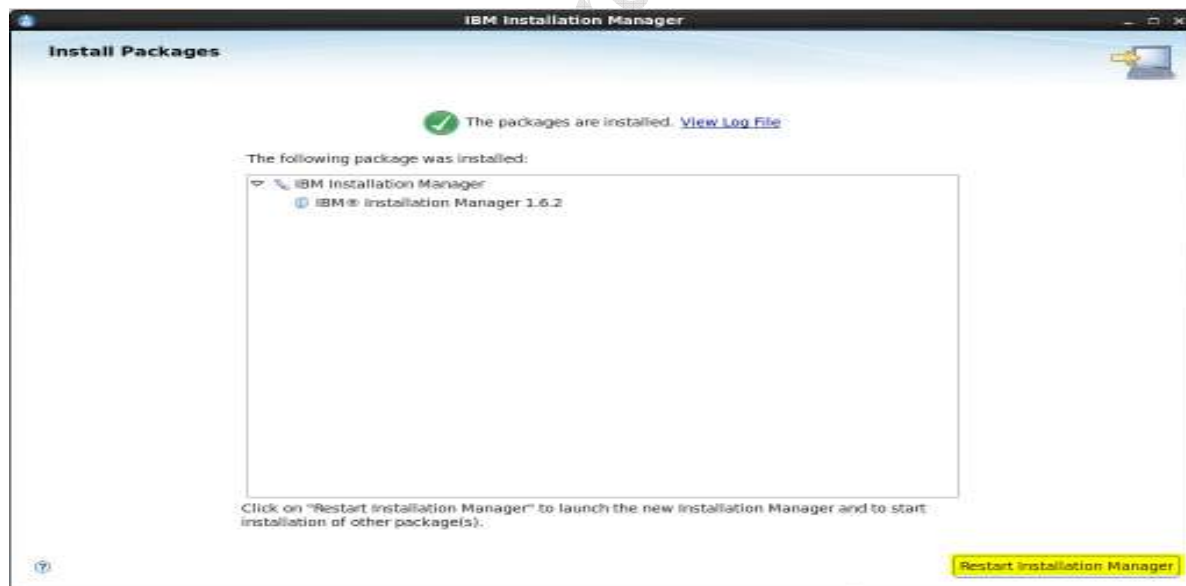 IBM Installation Manager
Install Packages
The packages are installed. View Log File
The following package was installed:
IBM Installation Manager
IBM® Installation Manager 1.6.2
Click on "Restart Installation Manager" to launch the new Installation Manager and to start
installation of other package(s).
Restart Installation Manager